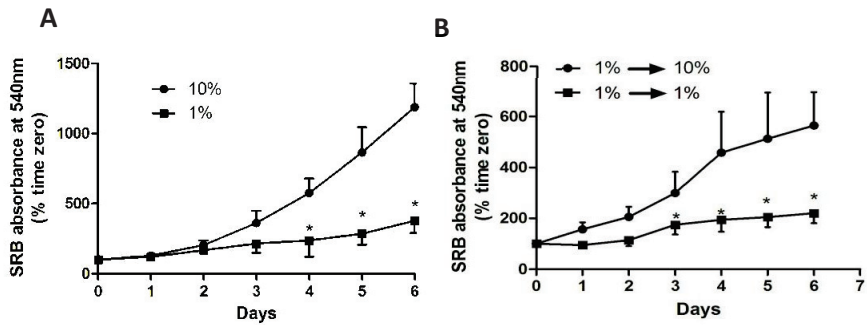 A
SRB absorbance at 540nm
(% time zero)
1500
1000
500
0
10%
1%
*
*
*
0 1 2 3 4 5 6
Days
B
SRB absorbance at 540nm
(% time zero)
800
600
400
200
0
1% → 10%
1% → 1%
* * * *
0 1 2 3 4 5 6 7
Days